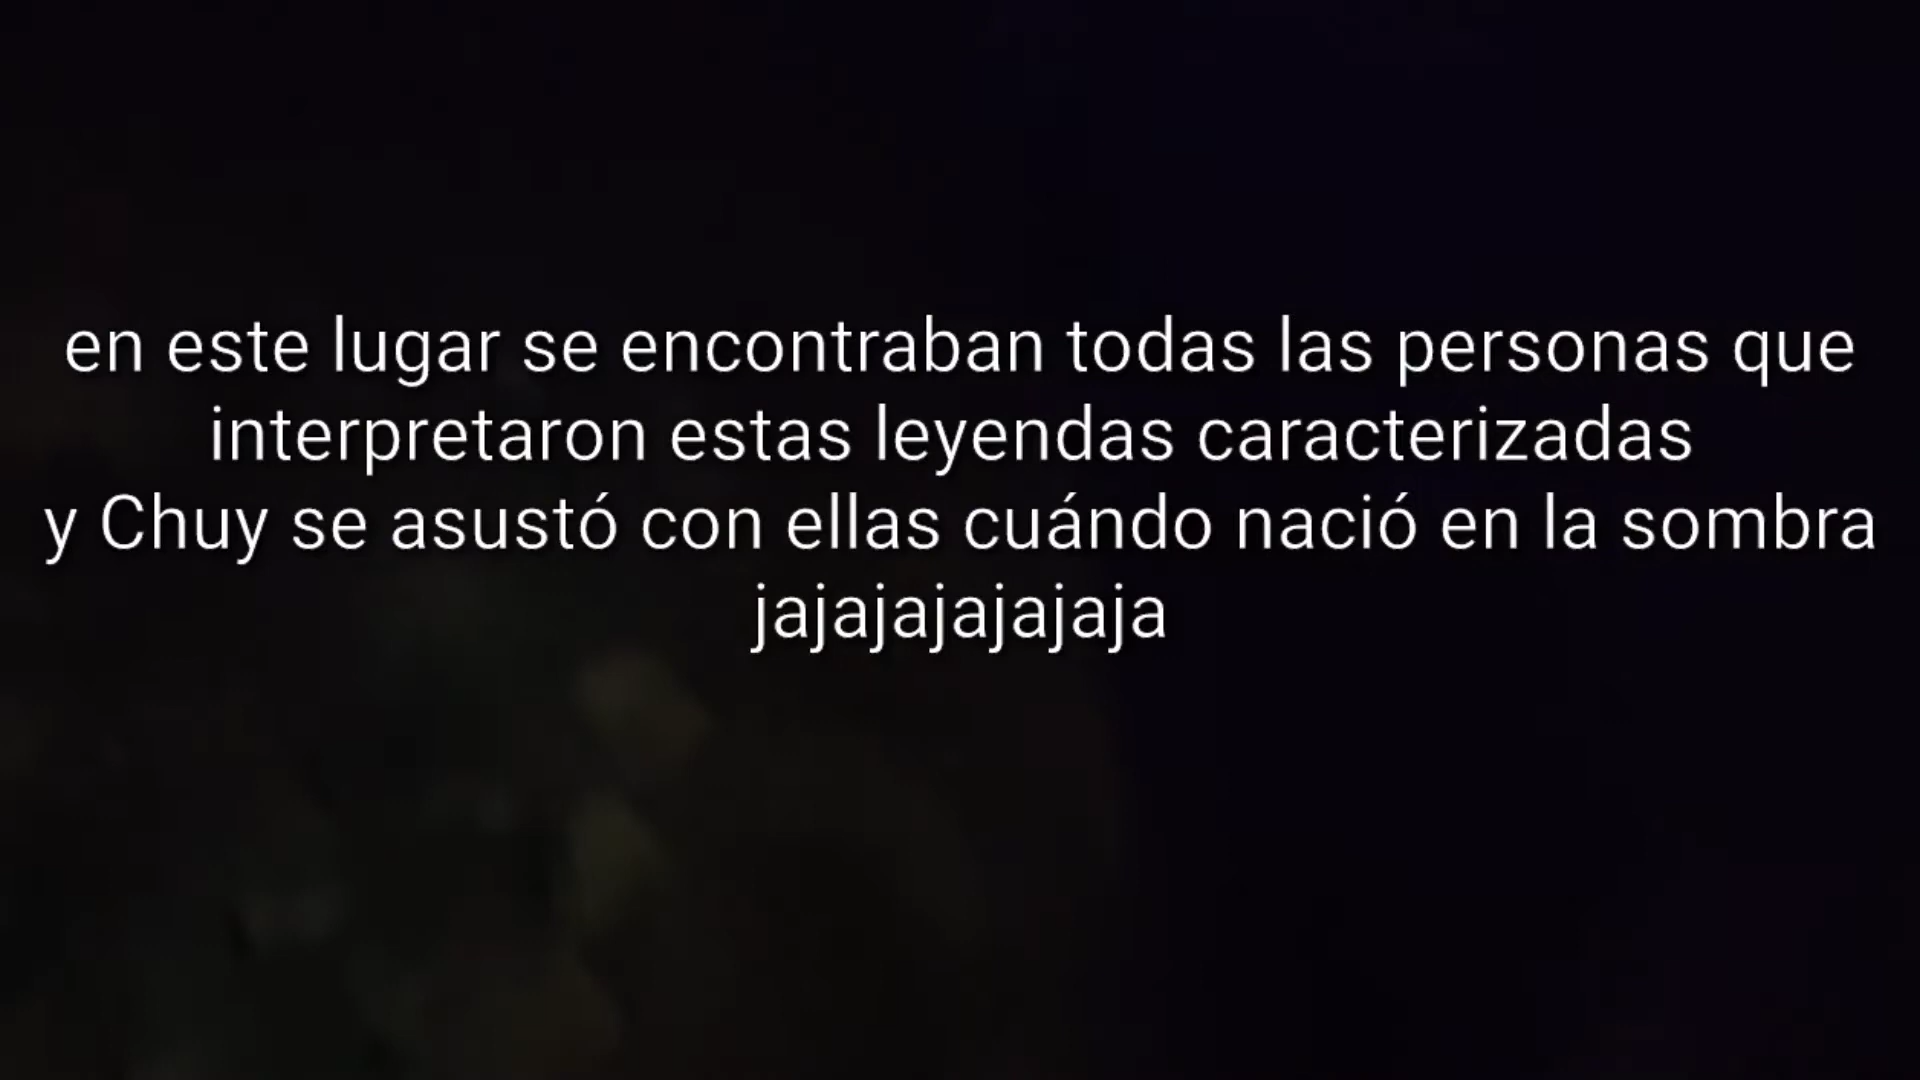 en este lugar se encontraban todas las personas que
interpretaron estas leyendas caracterizadas
y Chuy se asustó con ellas cuándo nació en la sombra
jajajajajajaja